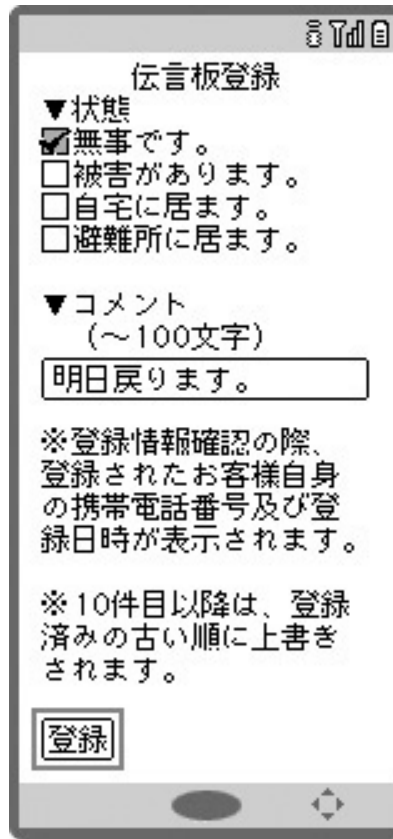 伝言板登録
▼状態
☑無事です。
□被害があります。
□自宅に居ます。
□避難所に居ます。
▼コメント
(～100文字)
明日戻ります。
※登録情報確認の際、
登録されたお客様自身
の携帯電話番号及び登
録日時が表示されます。
※10件目以降は、登録
済みの古い順に上書き
されます。
登録